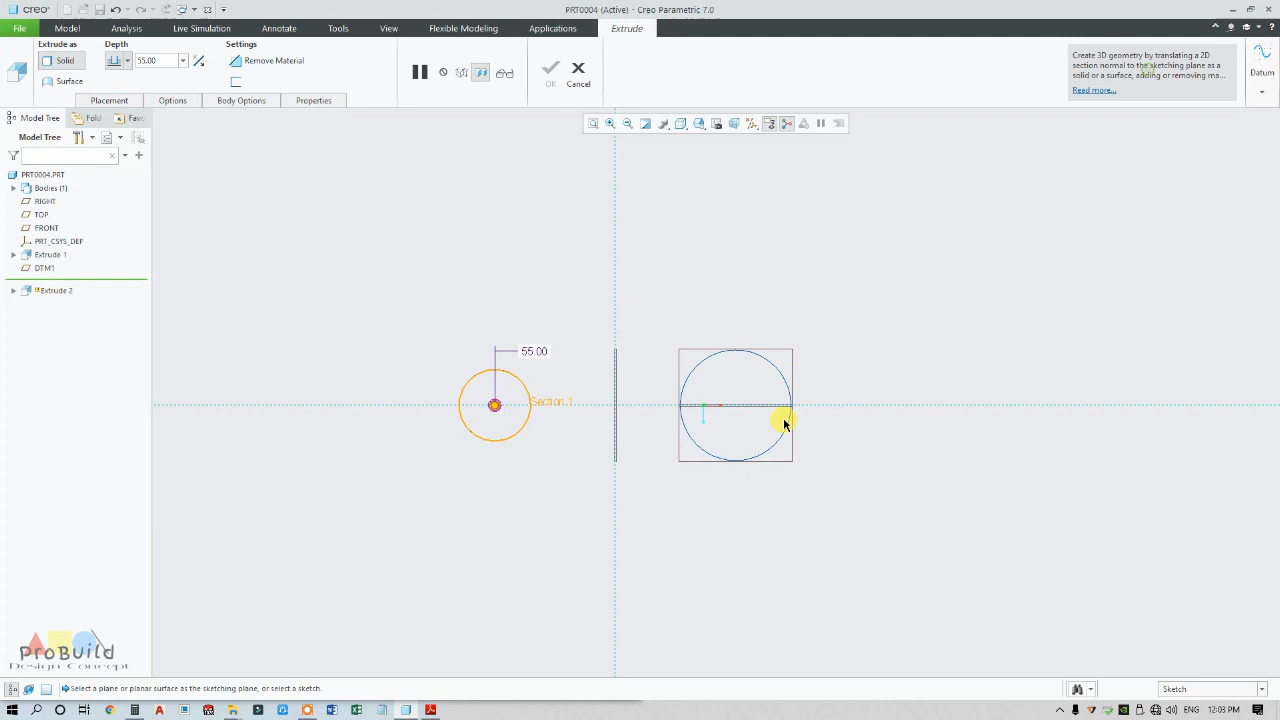 creo®
PRT0004 (Active) - Creo Parametric 7.0
File Model Analysis Live Simulation Annotate Tools View Flexible Modeling Applications Extrude
Extrude as Depth Settings
Solid 55.00 Remove Material
Surface
OK Cancel
Create 3D geometry by translating a 2D
section normal to the sketching plane as a
solid or a surface, adding or removing ma...
Read more...
Datum
Placement Options Body Options Properties
Model Tree Fold Favo
Model Tree
PRT0004.PRT
Bodies (1)
RIGHT
TOP
FRONT
PRT_CSYS_DEF
Extrude 1
DTM1
Extrude 2
55.00
Section 1
ProBuild
Design Concept
Select a plane or planar surface as the sketching plane, or select a sketch.
Sketch
ENG 12:03 PM